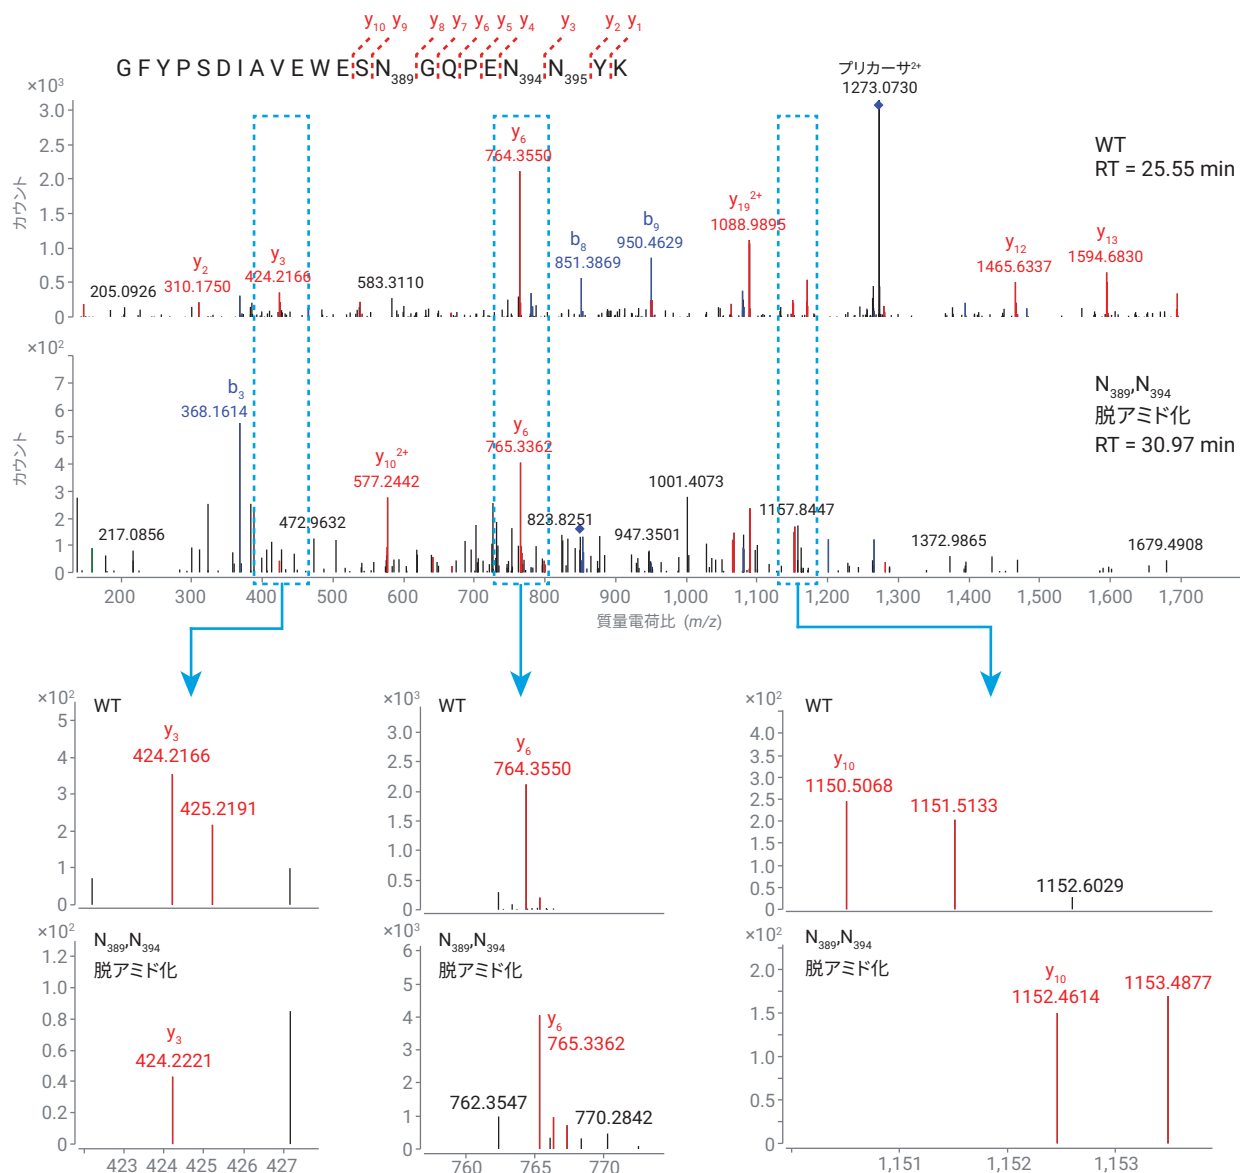 y10 y9 y8 y7 y6 y5 y4 y3 y2 y1
GFYPSDIAVEWESN389GQPEN394N395YK
×10³
カウント
3.0
2.5
2.0
1.5
1.0
0.5
0
205.0926
y2
310.1750
y3
424.2166
583.3110
y6
764.3550
b8
851.3869
b9
950.4629
y19²⁺
1088.9895
プリカーサ²⁺
1273.0730
y12
1465.6337
y13
1594.6830
WT
RT = 25.55 min
×10²
カウント
7
6
5
4
3
2
1
0
217.0856
b3
368.1614
472.9632
y10²⁺
577.2442
y6
765.3362
823.8251
947.3501
1001.4073
1157.8447
1372.9865
1679.4908
N389,N394
脱アミド化
RT = 30.97 min
200 300 400 500 600 700 800 900 1,000 1,100 1,200 1,300 1,400 1,500 1,600 1,700
質量電荷比 (m/z)
×10²
WT
5
4
3
2
1
0
y3
424.2166
425.2191
×10²
N389,N394
脱アミド化
1.2
1.0
0.8
0.6
0.4
0.2
0
y3
424.2221
423 424 425 426 427
×10³
WT
3.0
2.5
2.0
1.5
1.0
0.5
0
y6
764.3550
×10³
N389,N394
脱アミド化
6
5
4
3
2
1
0
y6
765.3362
762.3547
770.2842
760 765 770
×10²
WT
4.0
3.5
3.0
2.5
2.0
1.5
1.0
0.5
0
y10
1150.5068
1151.5133
1152.6029
×10²
N389,N394
脱アミド化
2.0
1.5
1.0
0.5
0
y10
1152.4614
1153.4877
1,151 1,152 1,153